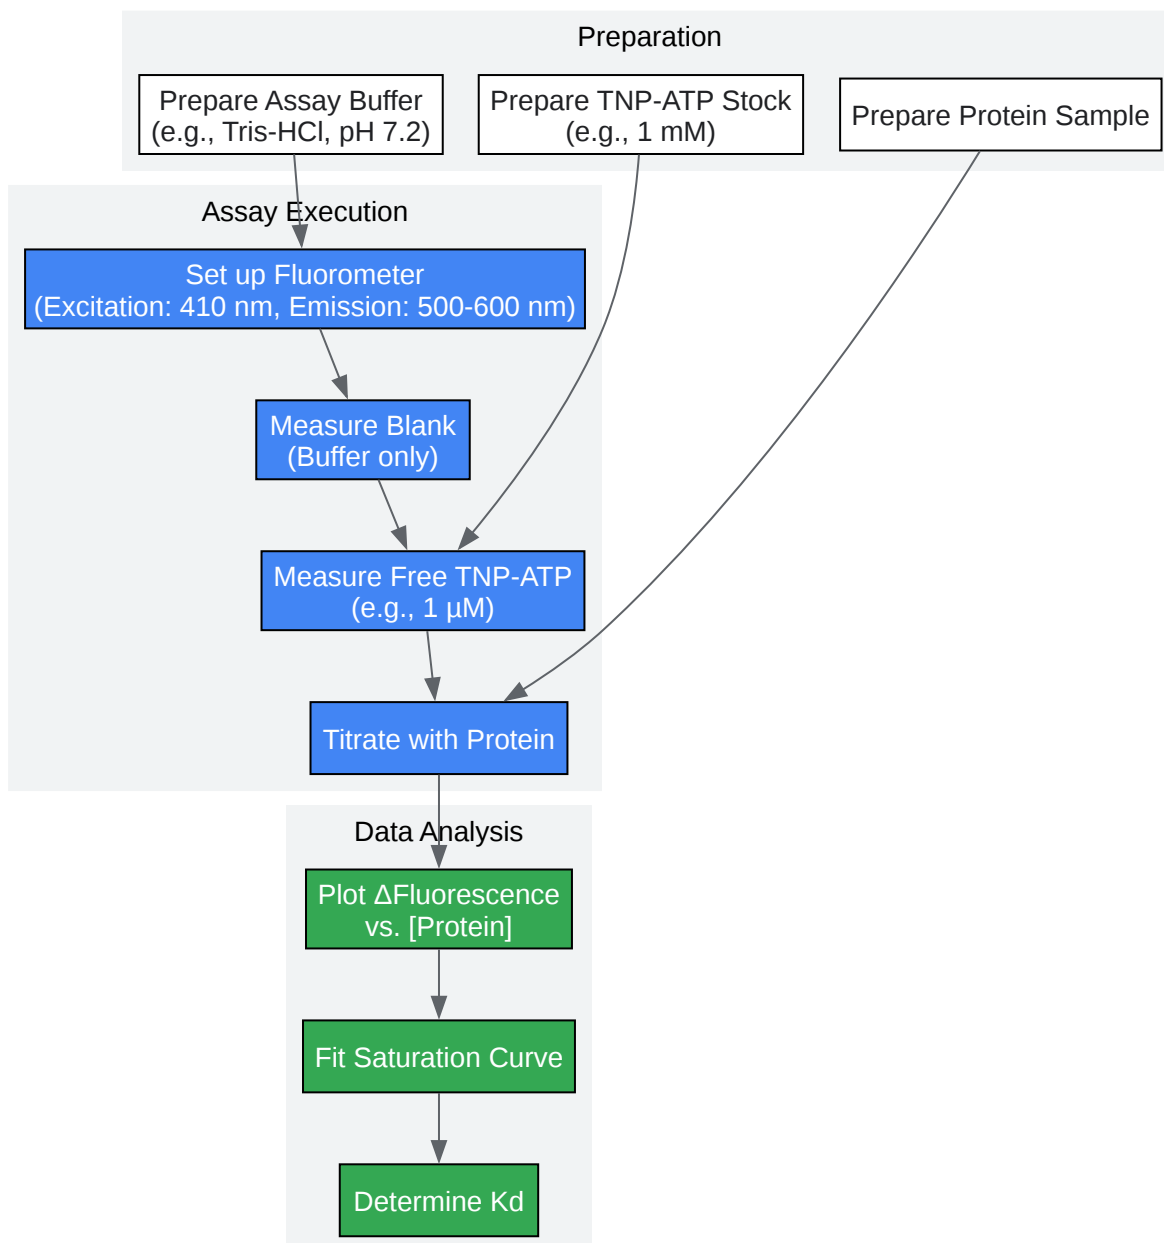 Preparation
Prepare Assay Buffer
(e.g., Tris-HCl, pH 7.2)
Prepare TNP-ATP Stock
(e.g., 1 mM)
Prepare Protein Sample
Assay Execution
Set up Fluorometer
(Excitation: 410 nm, Emission: 500-600 nm)
Measure Blank
(Buffer only)
Measure Free TNP-ATP
(e.g., 1 µM)
Titrate with Protein
Data Analysis
Plot ΔFluorescence
vs. [Protein]
Fit Saturation Curve
Determine Kd